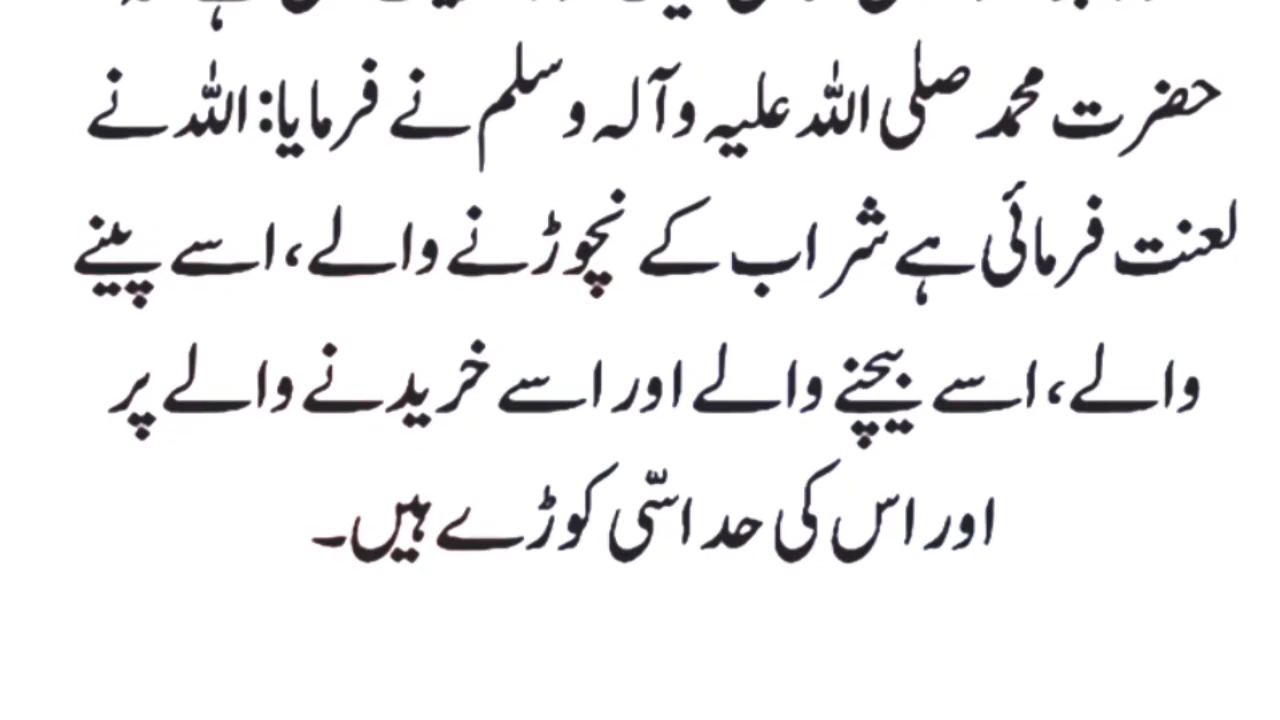 حضرت محمد صلی اللہ علیہ وآلہ وسلم نے فرمایا: اللہ نے
لعنت فرمائی ہے شراب کے نچوڑنے والے، اسے پینے
والے، اسے بیچنے والے اور اسے خریدنے والے پر
اور اس کی حد اسّی کوڑے ہیں۔